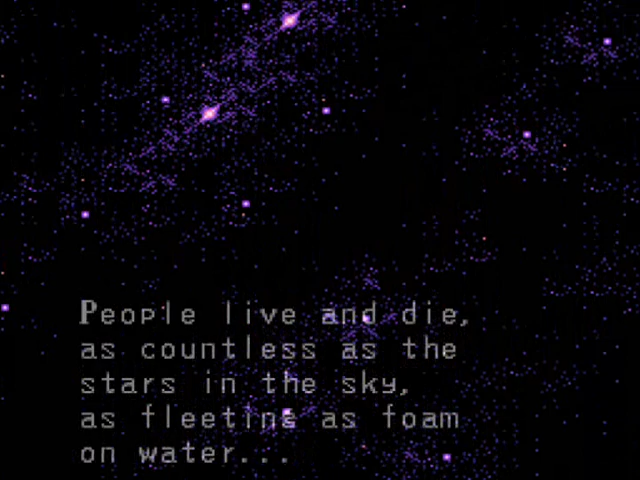 People live and die,
as countless as the
stars in the sky,
as fleeting as foam
on water...